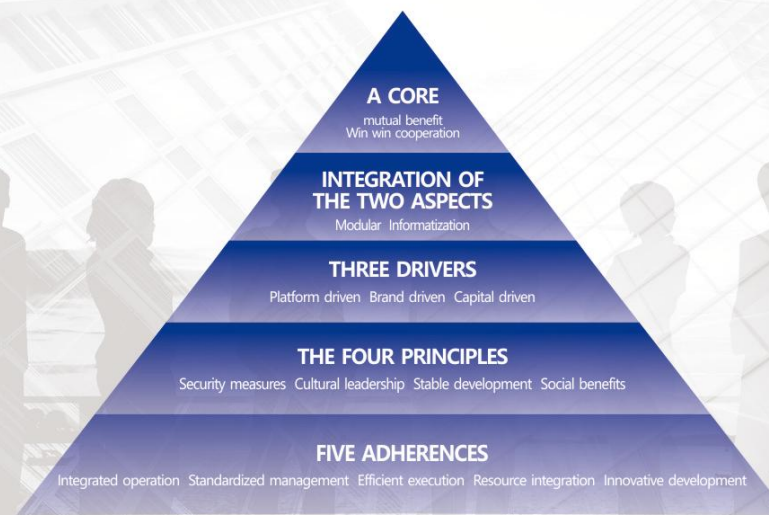 A CORE
mutual benefit
Win win cooperation
INTEGRATION OF
THE TWO ASPECTS
Modular Informatization
THREE DRIVERS
Platform driven Brand driven Capital driven
THE FOUR PRINCIPLES
Security measures Cultural leadership Stable development Social benefits
FIVE ADHERENCES
Integrated operation Standardized management Efficient execution Resource integration Innovative development